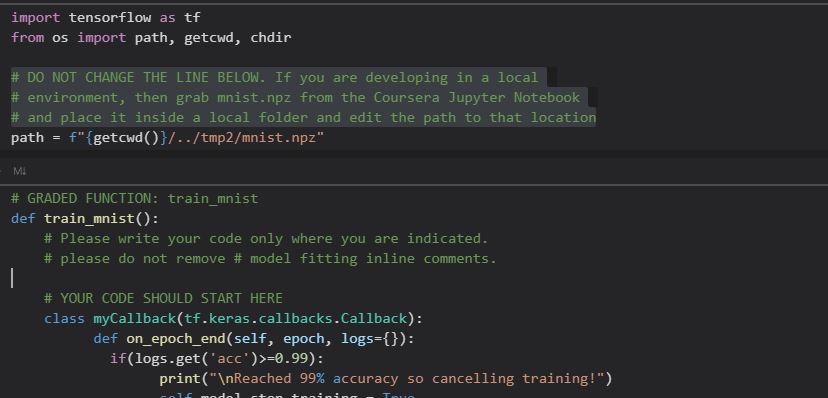 import tensorflow as tf
from os import path, getcwd, chdir
# DO NOT CHANGE THE LINE BELOW. If you are developing in a local
# environment, then grab mnist.npz from the Coursera Jupyter Notebook
# and place it inside a local folder and edit the path to that location
path = f"{getcwd()}/../tmp2/mnist.npz"
M↓
# GRADED FUNCTION: train_mnist
def train_mnist():
# Please write your code only where you are indicated.
# please do not remove # model fitting inline comments.
# YOUR CODE SHOULD START HERE
class myCallback(tf.keras.callbacks.Callback):
def on_epoch_end(self, epoch, logs={}):
if(logs.get('acc')>=0.99):
print("\nReached 99% accuracy so cancelling training!")
self.model.stop_training = True